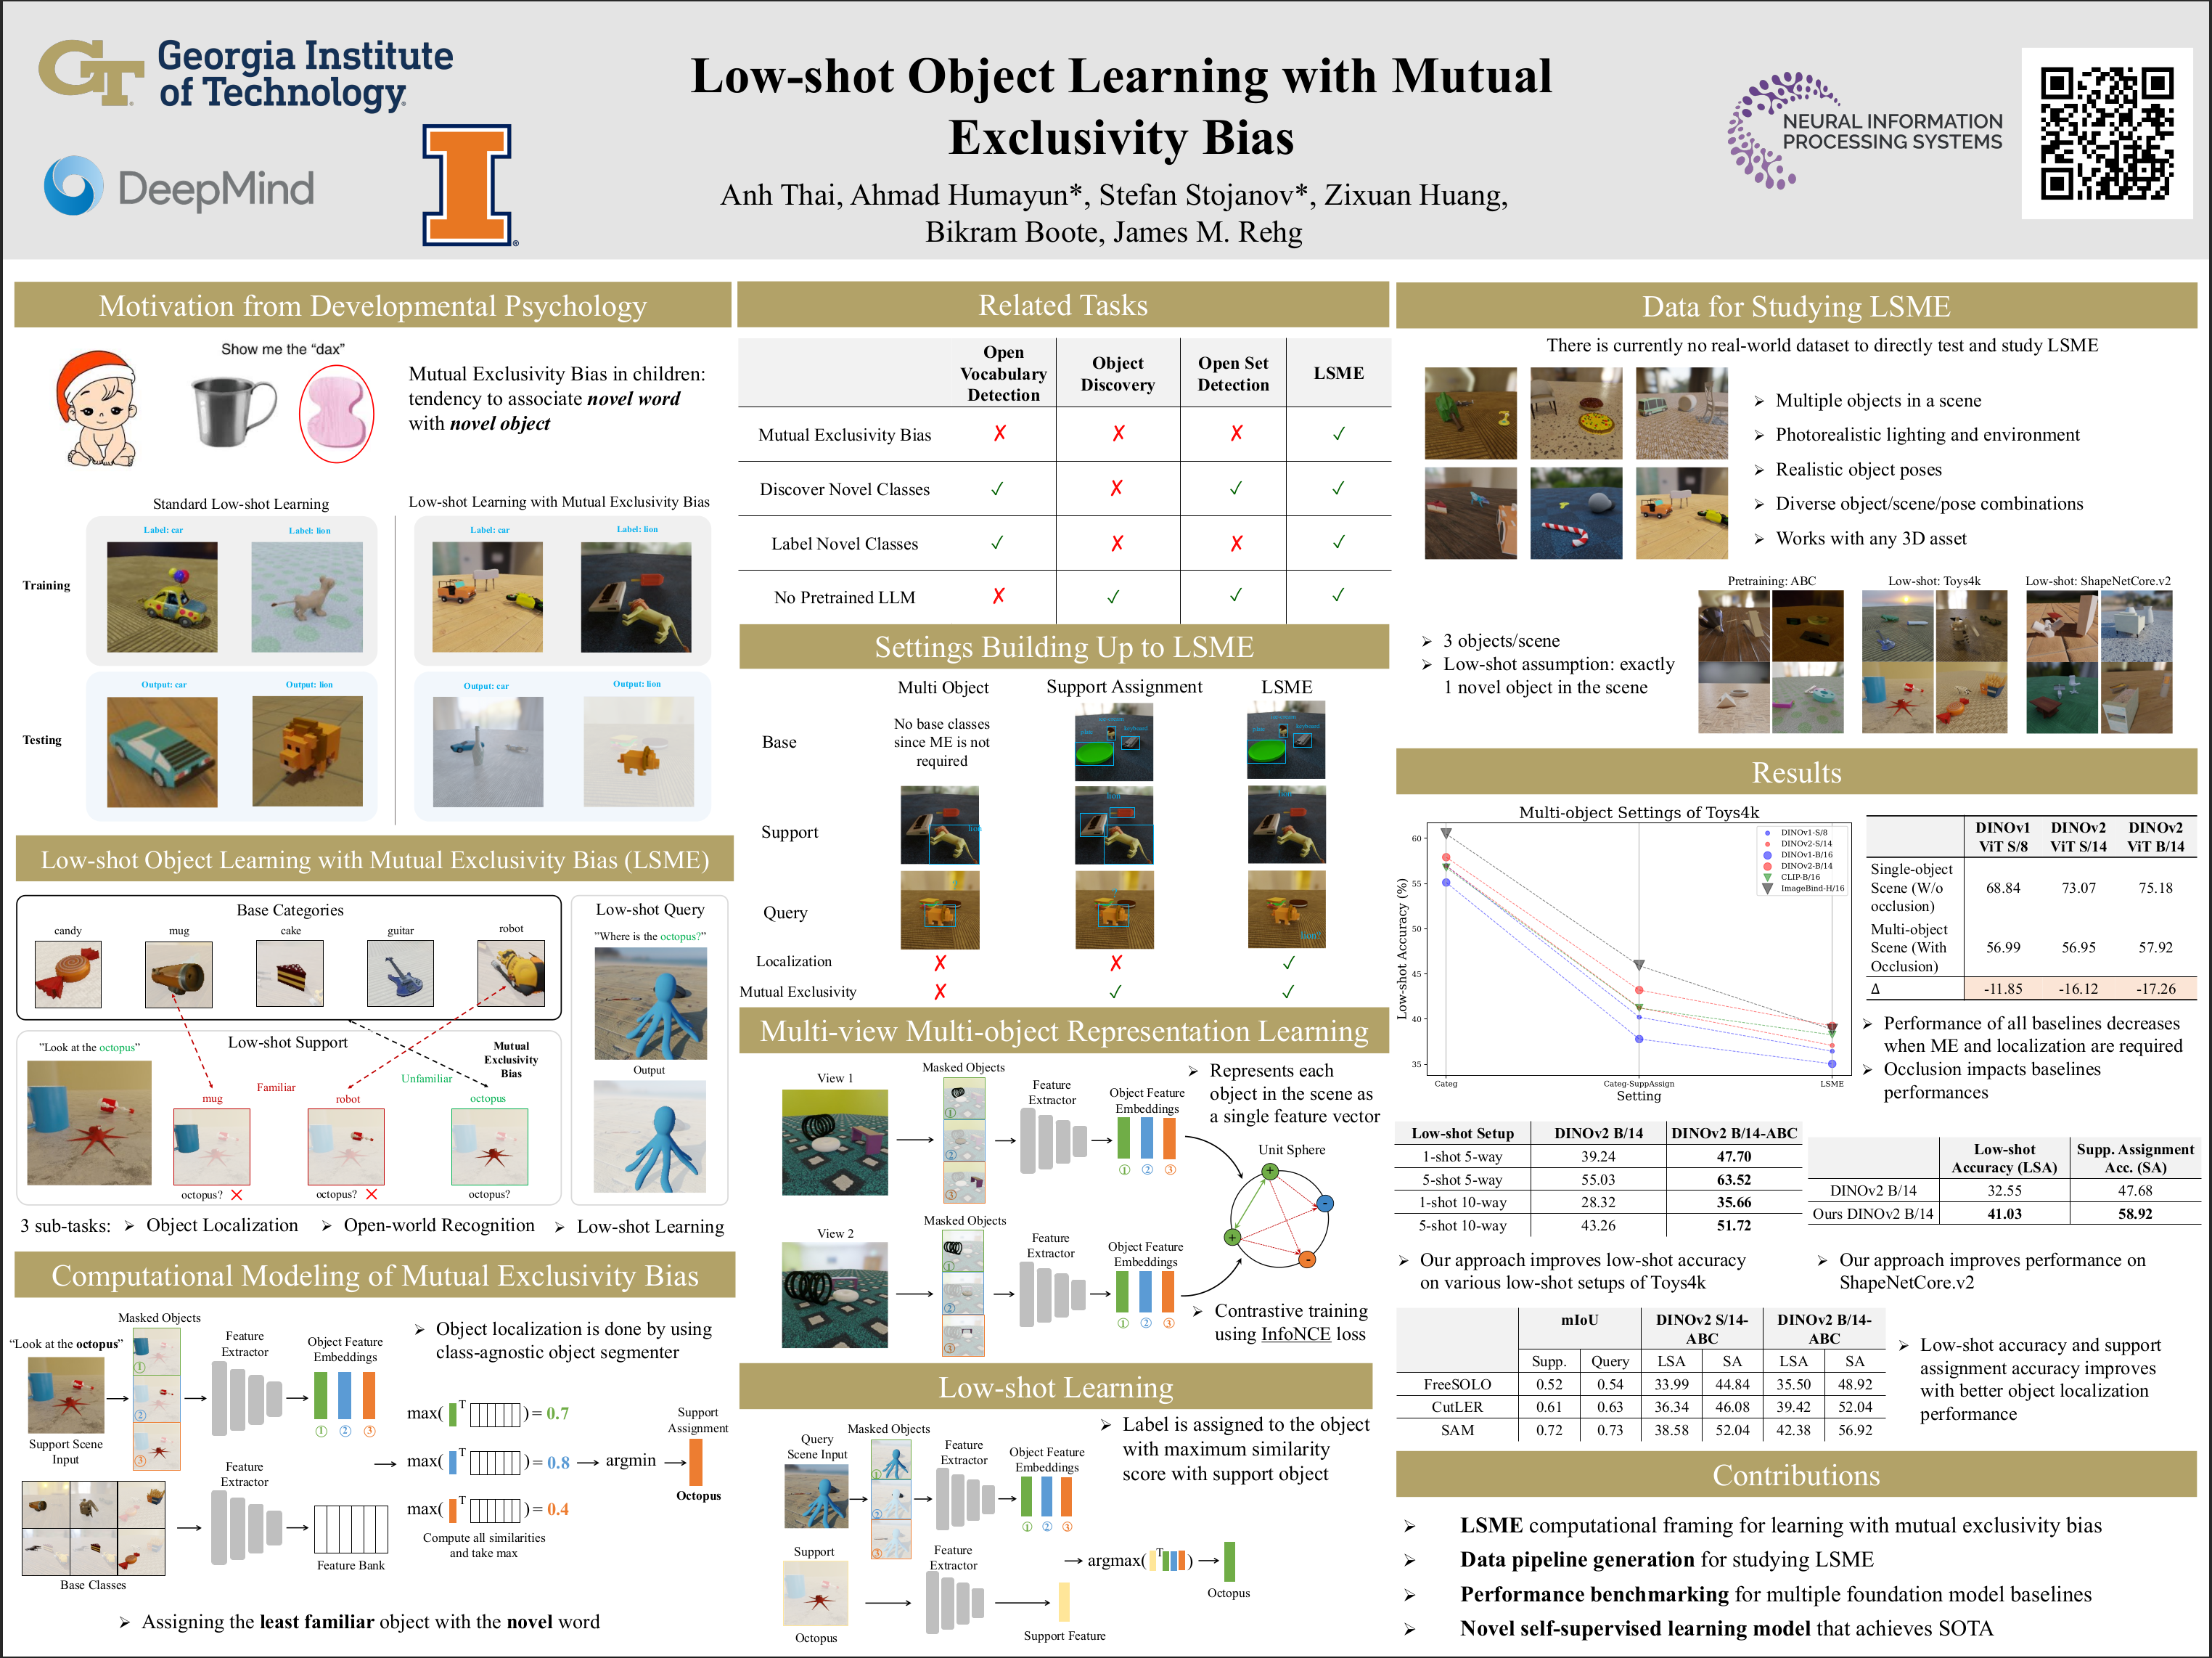 Georgia Institute
of Technology
DeepMind
Low-shot Object Learning with Mutual
Exclusivity Bias
Anh Thai, Ahmad Humayun*, Stefan Stojanov*, Zixuan Huang,
Bikram Boote, James M. Rehg
NEURAL INFORMATION
PROCESSING SYSTEMS
Motivation from Developmental Psychology
Show me the “dax”
Mutual Exclusivity Bias in children:
tendency to associate novel word
with novel object
Standard Low-shot Learning
Low-shot Learning with Mutual Exclusivity Bias
Label: car
Label: lion
Label: car
Label: lion
Training
Output: car
Output: lion
Output: car
Output: lion
Testing
Low-shot Object Learning with Mutual Exclusivity Bias (LSME)
Base Categories
candy
mug
cake
guitar
robot
Low-shot Support
"Look at the octopus"
Familiar
Unfamiliar
Mutual
Exclusivity
Bias
mug
robot
octopus
octopus? ✗
octopus? ✗
octopus?
Low-shot Query
"Where is the octopus?"
Output
3 sub-tasks: ➢ Object Localization ➢ Open-world Recognition ➢ Low-shot Learning
Computational Modeling of Mutual Exclusivity Bias
Masked Objects
“Look at the octopus”
Feature
Extractor
Object Feature
Embeddings
① ② ③
① ② ③
Support Scene
Input
➢ Object localization is done by using
class-agnostic object segmenter
Feature
Extractor
Base Classes
Feature Bank
max( T ) = 0.7
max( T ) = 0.8
argmin
max( T ) = 0.4
Compute all similarities
and take max
Support
Assignment
Octopus
➢ Assigning the least familiar object with the novel word
Related Tasks
Open
Vocabulary
Detection
Object
Discovery
Open Set
Detection
LSME
Mutual Exclusivity Bias ✗ ✗ ✗ ✓
Discover Novel Classes ✓ ✗ ✓ ✓
Label Novel Classes ✓ ✗ ✗ ✓
No Pretrained LLM ✗ ✓ ✓ ✓
Settings Building Up to LSME
Multi Object
Support Assignment
LSME
Base
No base classes
since ME is not
required
Support
Query
Localization ✗ ✗ ✓
Mutual Exclusivity ✗ ✓ ✓
Multi-view Multi-object Representation Learning
View 1
Masked Objects
① ② ③
Feature
Extractor
Object Feature
Embeddings
① ② ③
➢ Represents each
object in the scene as
a single feature vector
Unit Sphere
+
-
+
-
View 2
Masked Objects
① ② ③
Feature
Extractor
Object Feature
Embeddings
① ② ③
➢ Contrastive training
using InfoNCE loss
Low-shot Learning
Query
Scene Input
Masked Objects
① ② ③
Feature
Extractor
Object Feature
Embeddings
① ② ③
➢ Label is assigned to the object
with maximum similarity
score with support object
Support
Octopus
Feature
Extractor
Support Feature
argmax( T )
Octopus
Data for Studying LSME
There is currently no real-world dataset to directly test and study LSME
➢ Multiple objects in a scene
➢ Photorealistic lighting and environment
➢ Realistic object poses
➢ Diverse object/scene/pose combinations
➢ Works with any 3D asset
Pretraining: ABC
Low-shot: Toys4k
Low-shot: ShapeNetCore.v2
➢ 3 objects/scene
➢ Low-shot assumption: exactly
1 novel object in the scene
Results
Multi-object Settings of Toys4k
Low-shot Accuracy (%)
60
55
50
45
40
35
DINOv1-S/8
DINOv2-S/14
DINOv1-B/16
DINOv2-B/14
CLIP-B/16
ImageBind-H/16
Categ
Categ-SuppAssign
LSME
Setting
DINOv1
ViT S/8
DINOv2
ViT S/14
DINOv2
ViT B/14
Single-object
Scene (W/o
occlusion)
68.84 73.07 75.18
Multi-object
Scene (With
Occlusion)
56.99 56.95 57.92
Δ -11.85 -16.12 -17.26
➢ Performance of all baselines decreases
when ME and localization are required
➢ Occlusion impacts baselines
performances
Low-shot Setup DINOv2 B/14 DINOv2 B/14-ABC
1-shot 5-way 39.24 47.70
5-shot 5-way 55.03 63.52
1-shot 10-way 28.32 35.66
5-shot 10-way 43.26 51.72
Low-shot
Accuracy (LSA)
Supp. Assignment
Acc. (SA)
DINOv2 B/14 32.55 47.68
Ours DINOv2 B/14 41.03 58.92
➢ Our approach improves low-shot accuracy
on various low-shot setups of Toys4k
➢ Our approach improves performance on
ShapeNetCore.v2
mIoU
DINOv2 S/14-
ABC
DINOv2 B/14-
ABC
Supp. Query LSA SA LSA SA
FreeSOLO 0.52 0.54 33.99 44.84 35.50 48.92
CutLER 0.61 0.63 36.34 46.08 39.42 52.04
SAM 0.72 0.73 38.58 52.04 42.38 56.92
➢ Low-shot accuracy and support
assignment accuracy improves
with better object localization
performance
Contributions
➢ LSME computational framing for learning with mutual exclusivity bias
➢ Data pipeline generation for studying LSME
➢ Performance benchmarking for multiple foundation model baselines
➢ Novel self-supervised learning model that achieves SOTA